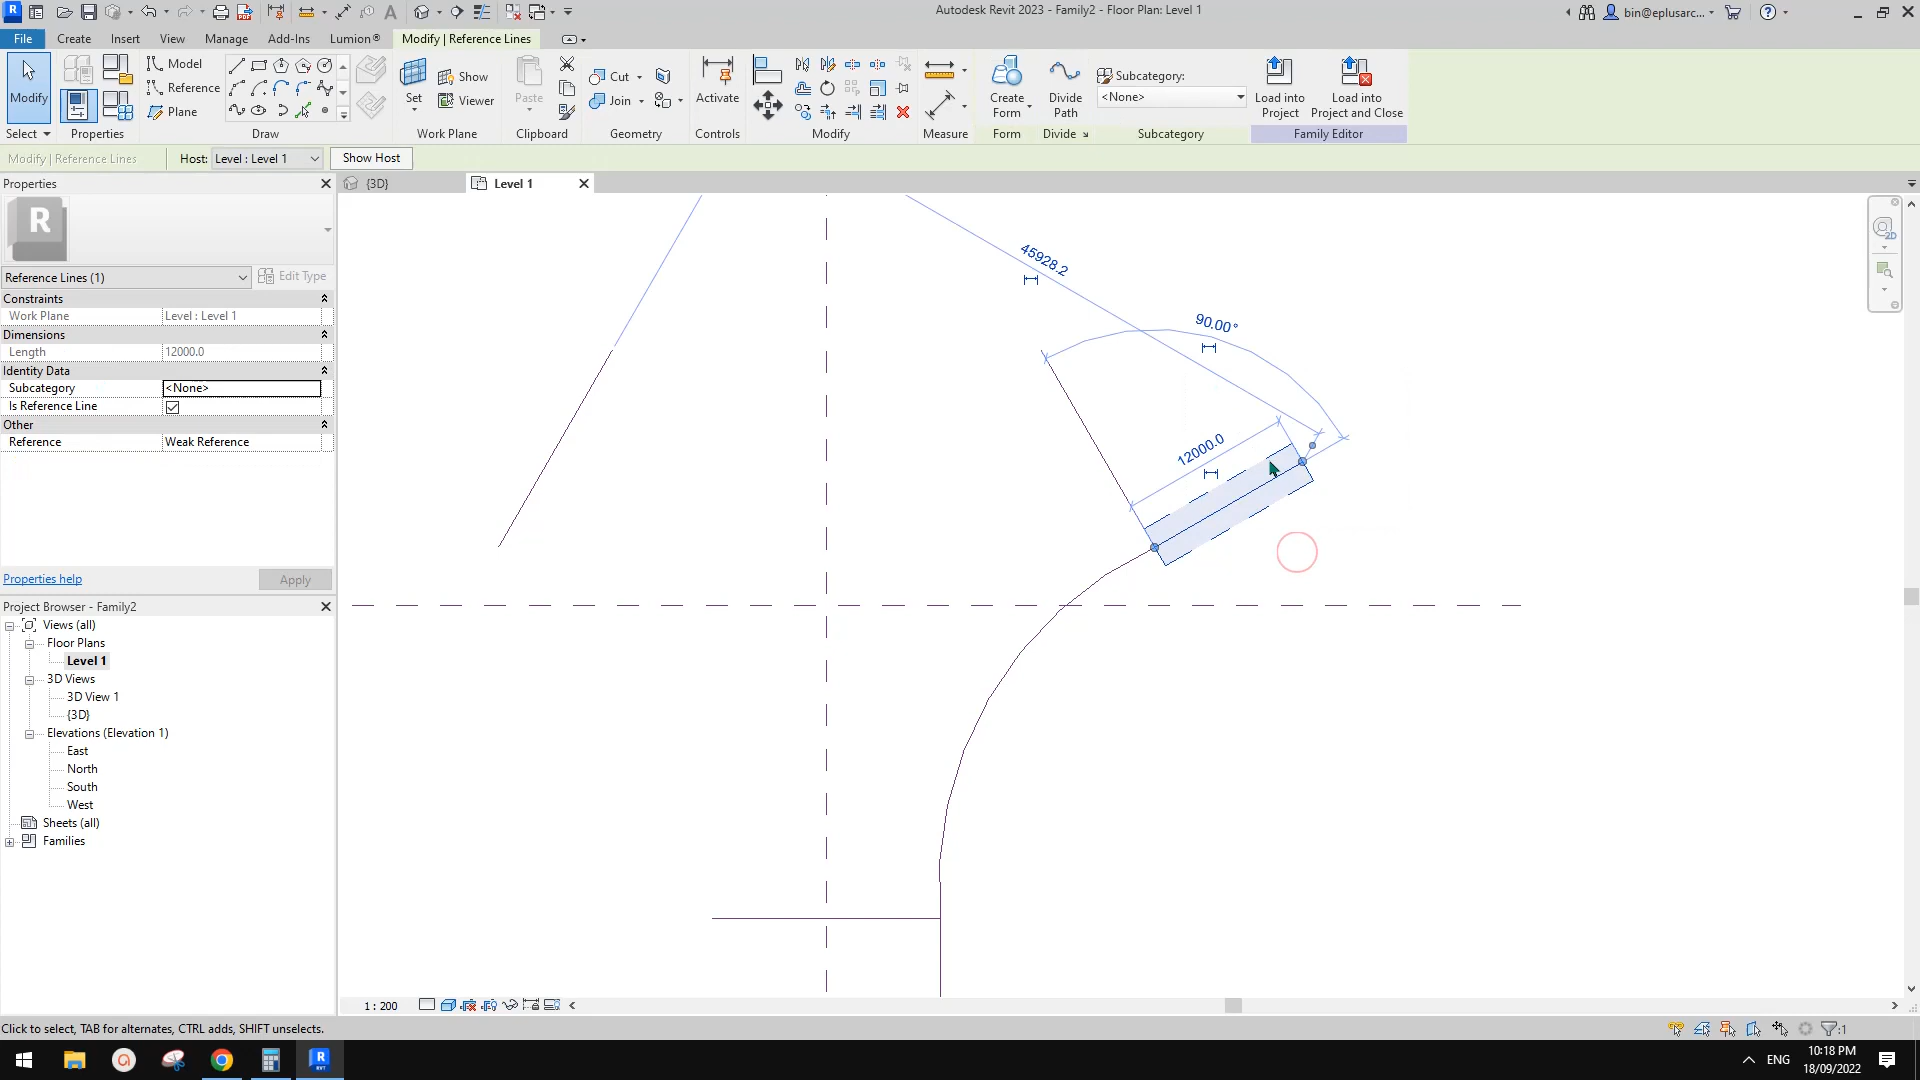 Autodesk Revit 2023 - Family2 - Floor Plan: Level 1
bin@eplusarc...
File
Create
Insert
View
Manage
Add-Ins
Lumion®
Modify | Reference Lines
Modify
Model
Reference
Plane
Set
Show
Viewer
Paste
Cut
Join
Activate
Create Form
Divide Path
Subcategory:
<None>
Load into Project
Load into Project and Close
Select
Properties
Draw
Work Plane
Clipboard
Geometry
Controls
Modify
Measure
Form
Divide
Subcategory
Family Editor
Modify | Reference Lines
Host: Level : Level 1
Show Host
Properties
{3D}
Level 1
R
Reference Lines (1)
Edit Type
Constraints
Work Plane Level : Level 1
Dimensions
Length 12000.0
Identity Data
Subcategory <None>
Is Reference Line
Other
Reference Weak Reference
Properties help
Apply
45928.2
90.00°
12000.0
Project Browser - Family2
Views (all)
Floor Plans
Level 1
3D Views
3D View 1
{3D}
Elevations (Elevation 1)
East
North
South
West
Sheets (all)
Families
1 : 200
Click to select, TAB for alternates, CTRL adds, SHIFT unselects.
:1
ENG
10:18 PM
18/09/2022